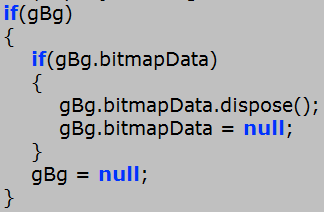 if(gBg)
{
    if(gBg.bitmapData)
    {
        gBg.bitmapData.dispose();
        gBg.bitmapData = null;
    }
    gBg = null;
}